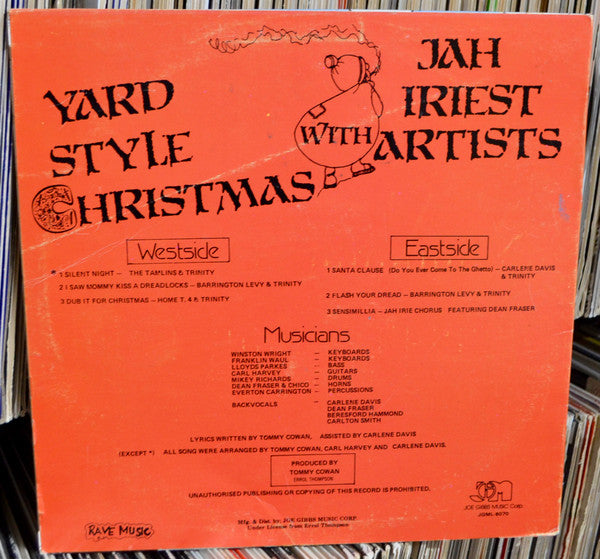 YARD STYLE CHRISTMAS
WITH
JAH IRIEST ARTISTS
Westside
* 1 SILENT NIGHT — THE TAMLINS & TRINITY
2 I SAW MOMMY KISS A DREADLOCKS — BARRINGTON LEVY & TRINITY
3 DUB IT FOR CHRISTMAS — HOME T. 4 & TRINITY
Eastside
1 SANTA CLAUSE (Do You Ever Come To The Ghetto) — CARLENE DAVIS
& TRINITY
2 FLASH YOUR DREAD — BARRINGTON LEVY & TRINITY
3 SENSIMILLIA — JAH IRIE CHORUS FEATURING DEAN FRASER
Musicians
WINSTON WRIGHT — KEYBOARDS
FRANKLIN WAUL — KEYBOARDS
LLOYDS PARKES — BASS
CARL HARVEY — GUITARS
MIKEY RICHARDS — DRUMS
DEAN FRASER & CHICO — HORNS
EVERTON CARRINGTON — PERCUSSIONS
BACKVOCALS — CARLENE DAVIS
DEAN FRASER
BERESFORD HAMMOND
CARLTON SMITH
LYRICS WRITTEN BY TOMMY COWAN, ASSISTED BY CARLENE DAVIS
(EXCEPT *) ALL SONG WERE ARRANGED BY TOMMY COWAN, CARL HARVEY AND CARLENE DAVIS.
PRODUCED BY
TOMMY COWAN
ERROL THOMPSON
UNAUTHORISED PUBLISHING OR COPYING OF THIS RECORD IS PROHIBITED.
RAVE MUSIC
Mfg. & Dist. by: JOE GIBBS MUSIC CORP.
Under License from Errol Thompson
JGM
JOE GIBBS MUSIC Corp.
JGML-6070